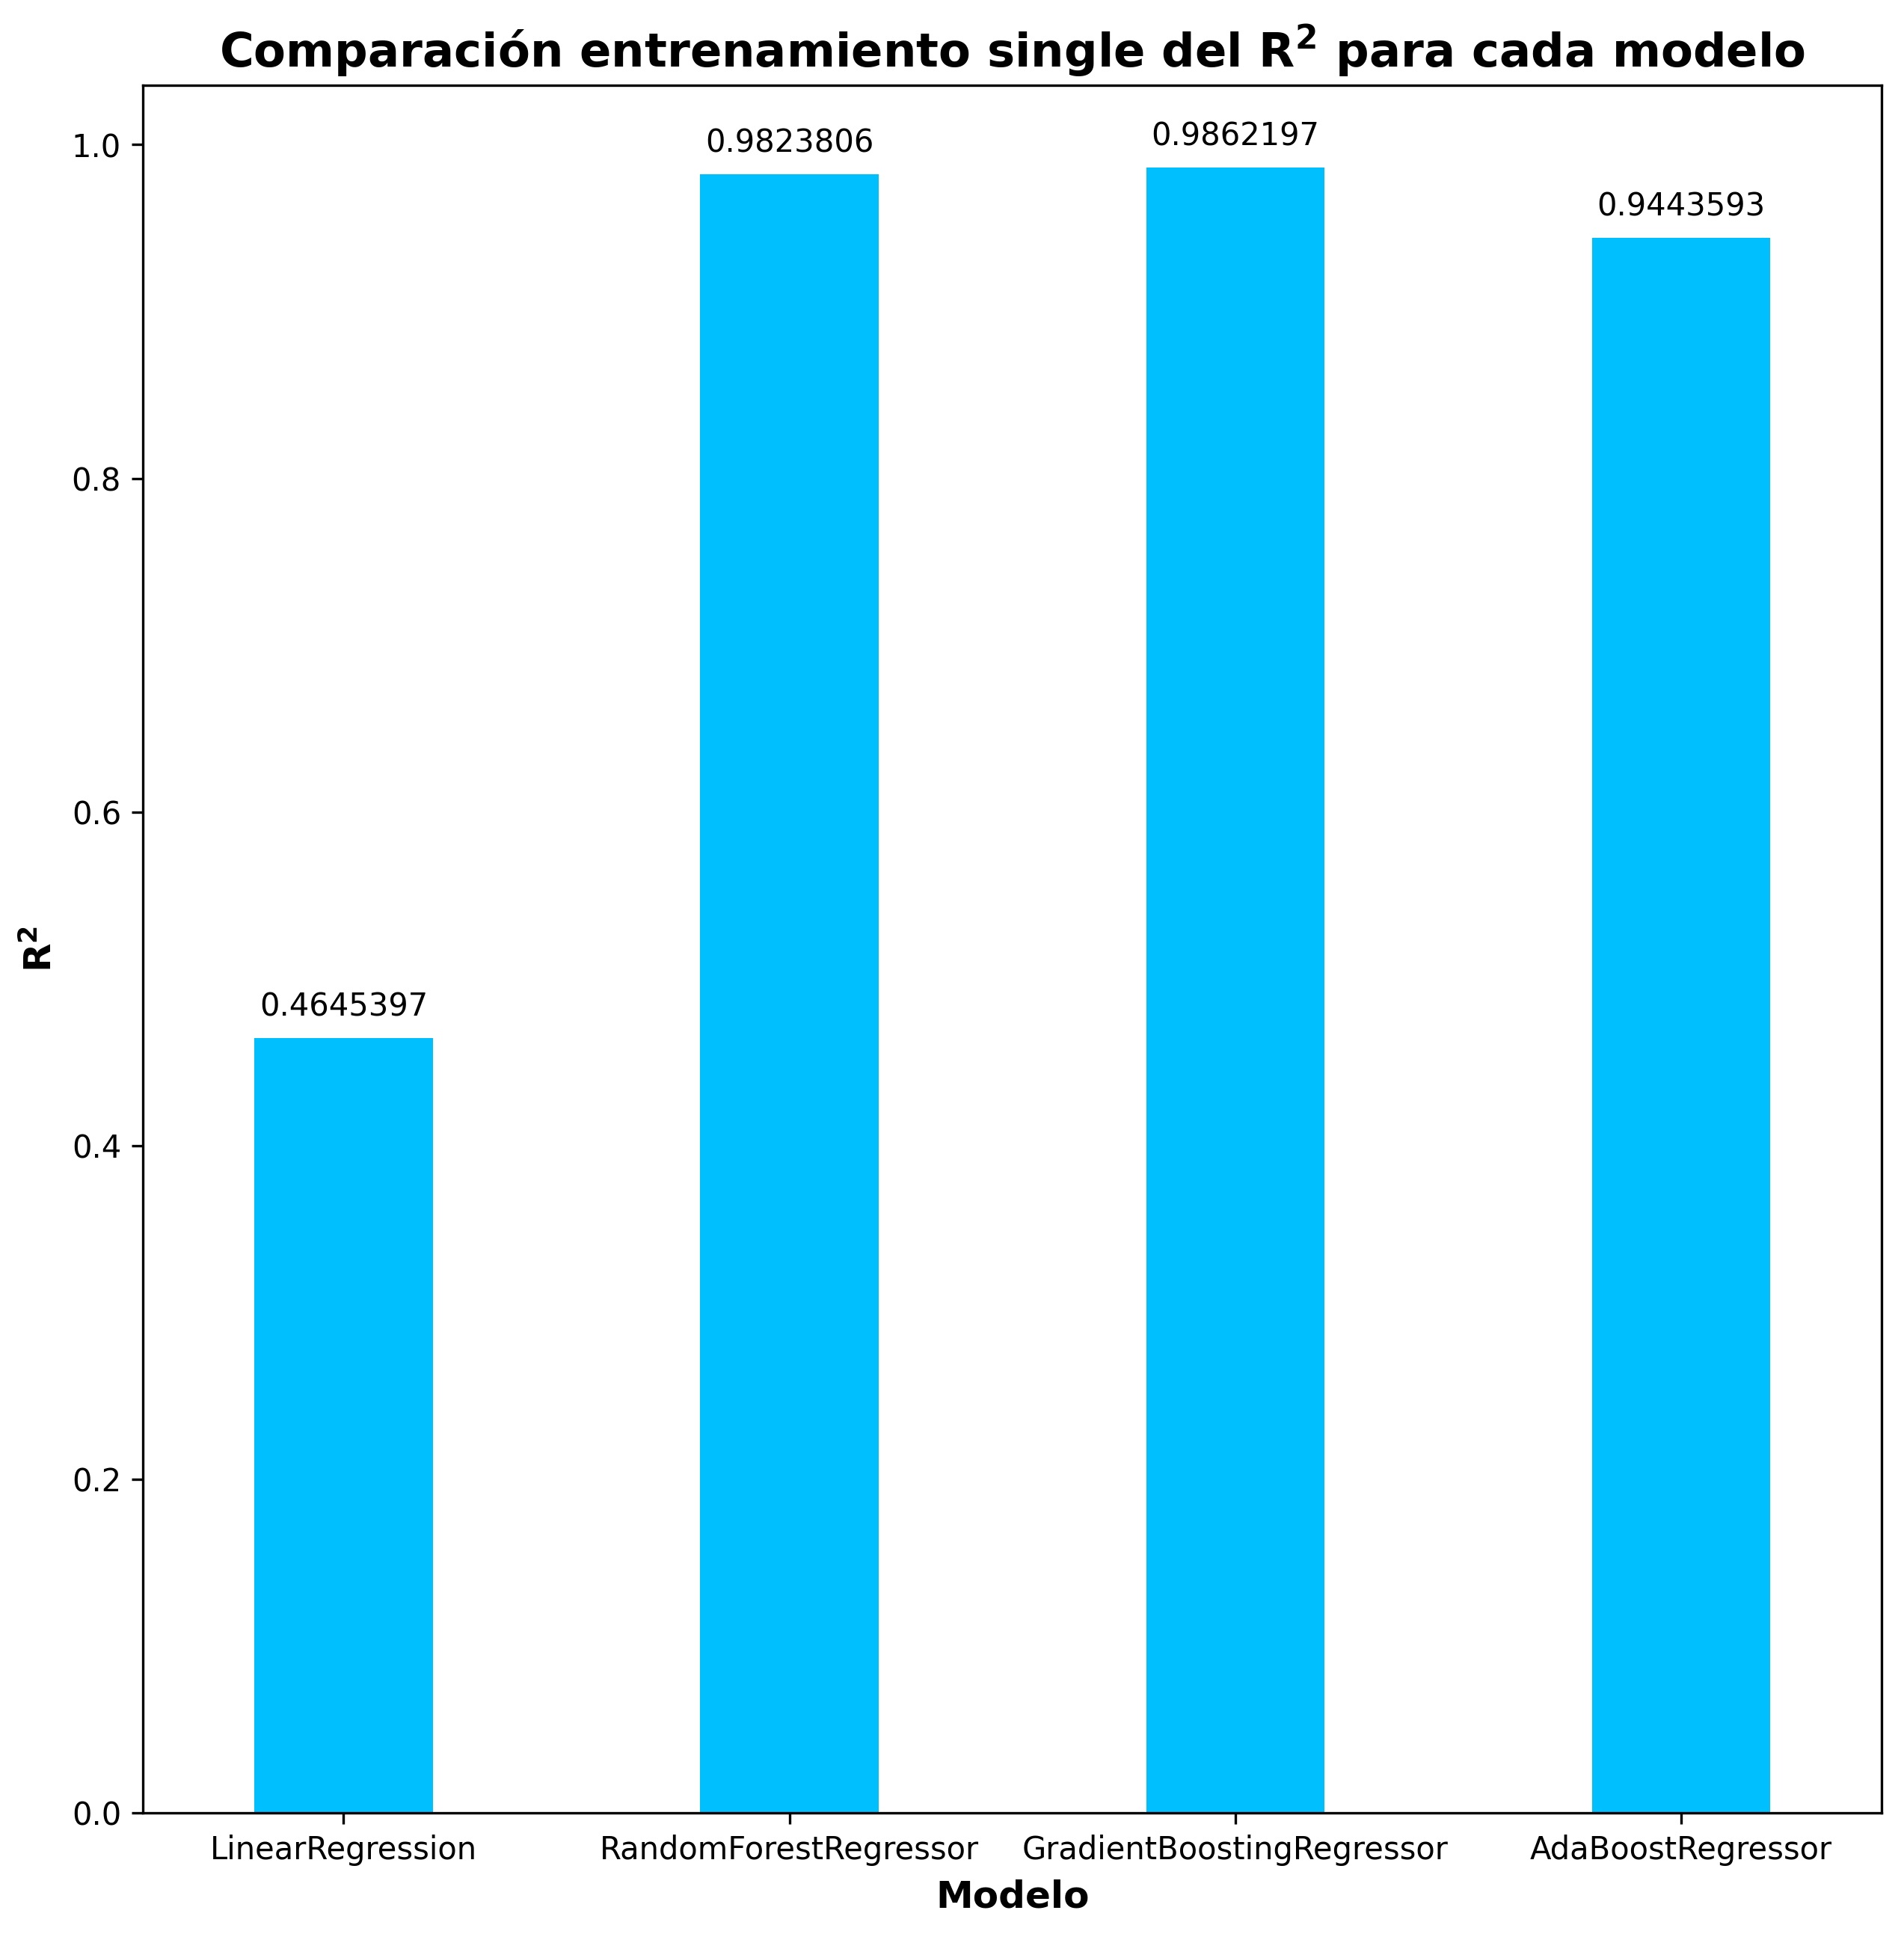 Comparación entrenamiento single del R² para cada modelo
1.0
0.8
0.6
0.4
0.2
0.0
R²
0.4645397
0.9823806
0.9862197
0.9443593
LinearRegression
RandomForestRegressor
GradientBoostingRegressor
AdaBoostRegressor
Modelo